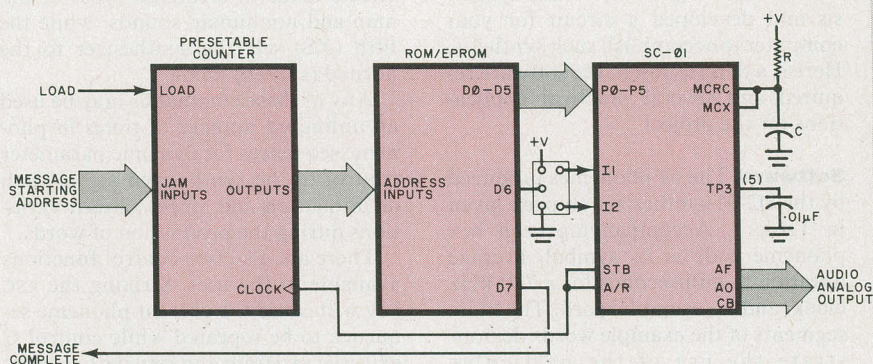 PRESETABLE
COUNTER
ROM/EPROM
SC-01
+V
R
LOAD
LOAD
D0-D5
P0-P5
MCRC
MCX
C
+V
MESSAGE
STARTING
ADDRESS
JAM
INPUTS
OUTPUTS
ADDRESS
INPUTS
D6
I1
I2
TP3
(5)
.01µF
CLOCK
D7
STB
A/R
AF
AO
CB
AUDIO
ANALOG
OUTPUT
MESSAGE
COMPLETE